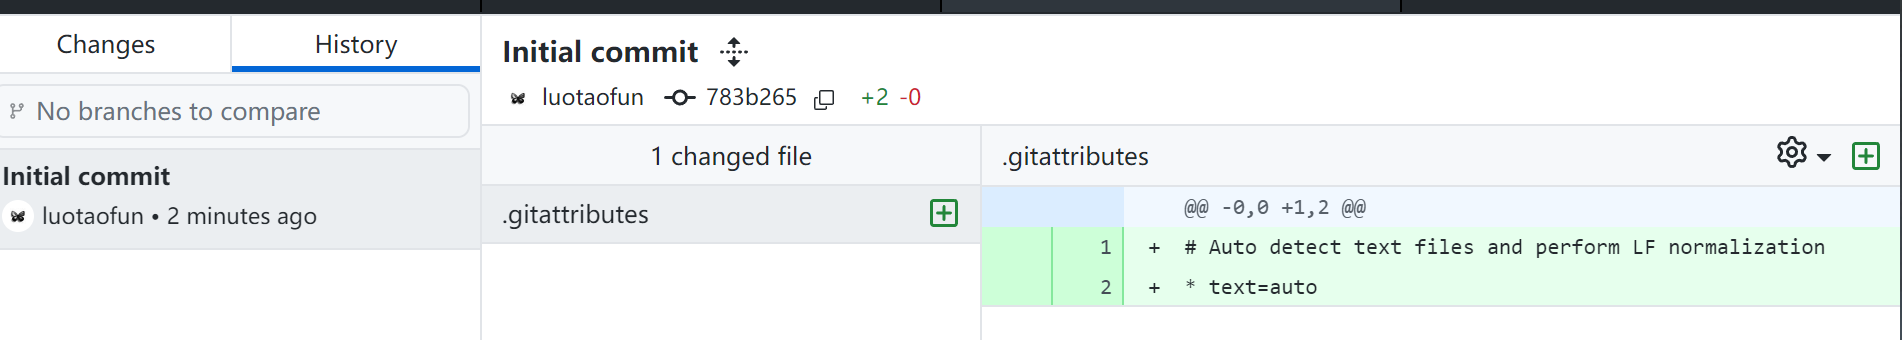 Changes
History
No branches to compare
Initial commit
luotaofun • 2 minutes ago
Initial commit
luotaofun 783b265 +2 -0
1 changed file
.gitattributes
.gitattributes
@@ -0,0 +1,2 @@
1 + # Auto detect text files and perform LF normalization
2 + * text=auto